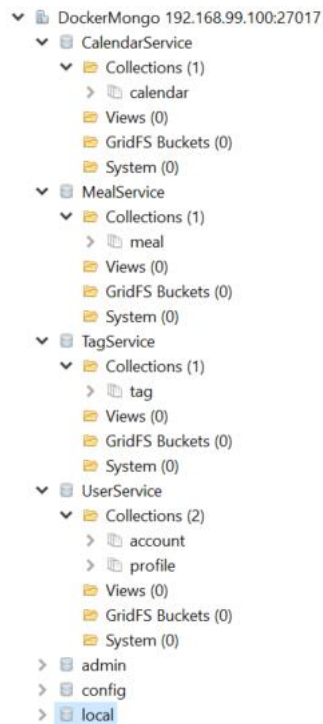 DockerMongo 192.168.99.100:27017
CalendarService
Collections (1)
calendar
Views (0)
GridFS Buckets (0)
System (0)
MealService
Collections (1)
meal
Views (0)
GridFS Buckets (0)
System (0)
TagService
Collections (1)
tag
Views (0)
GridFS Buckets (0)
System (0)
UserService
Collections (2)
account
profile
Views (0)
GridFS Buckets (0)
System (0)
admin
config
local